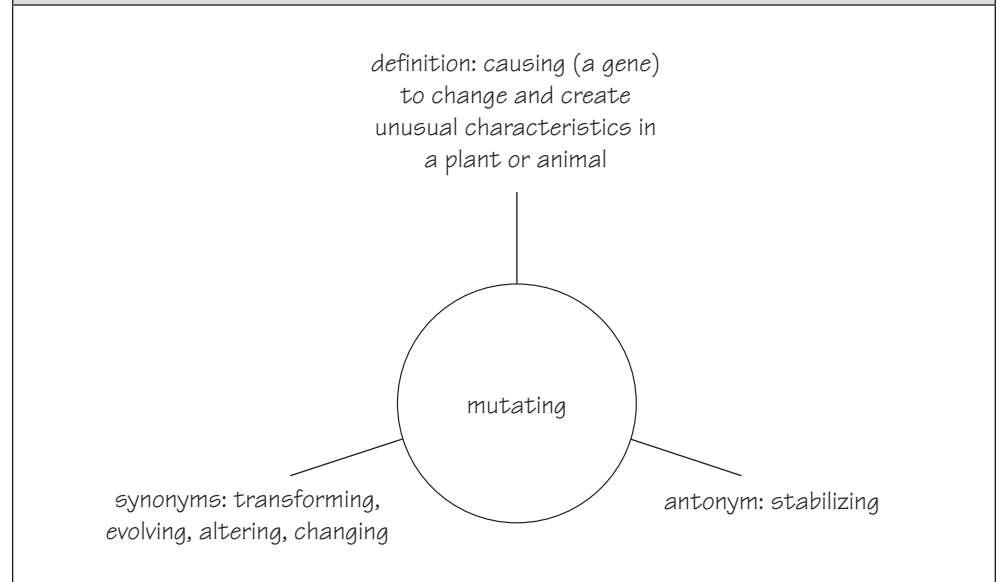 definition: causing (a gene)
to change and create
unusual characteristics in
a plant or animal
mutating
synonyms: transforming,
evolving, altering, changing
antonym: stabilizing